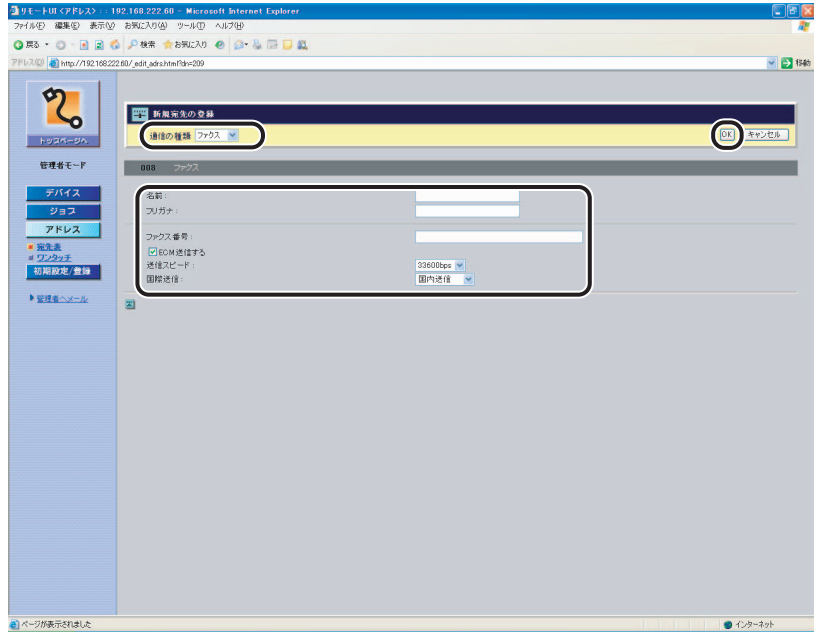 リモートUI <アドレス> : : 192.168.222.60 - Microsoft Internet Explorer
ファイル(F) 編集(E) 表示(V) お気に入り(A) ツール(T) ヘルプ(H)
戻る 検索 お気に入り
アドレス(D) http://192.168.222.60/_edit_adrs.html?dn=209 移動
トップページへ
管理者モード
デバイス
ジョブ
アドレス
宛先表
ワンタッチ
初期設定/登録
管理者へメール
新規宛先の登録
通信の種類 ファクス OK キャンセル
008 ファクス
名前 :
フリガナ :
ファクス番号 :
ECM送信する
送信スピード : 33600bps
国際送信 : 国内送信
ページが表示されました インターネット